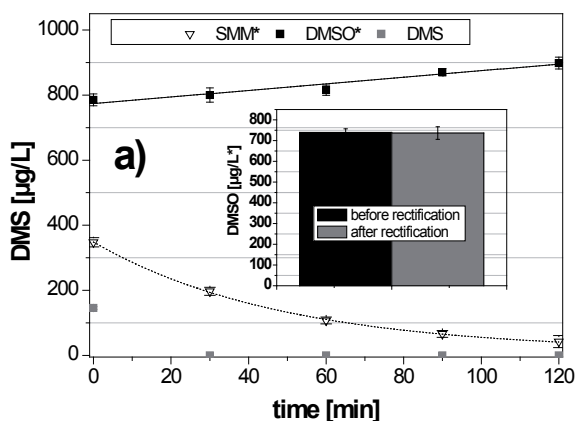 SMM* DMSO* DMS
1000
800
600
400
200
0
DMS [µg/L]
a)
DMSO [µg/L*]
800
700
600
500
400
300
200
100
0
before rectification
after rectification
0 20 40 60 80 100 120
time [min]